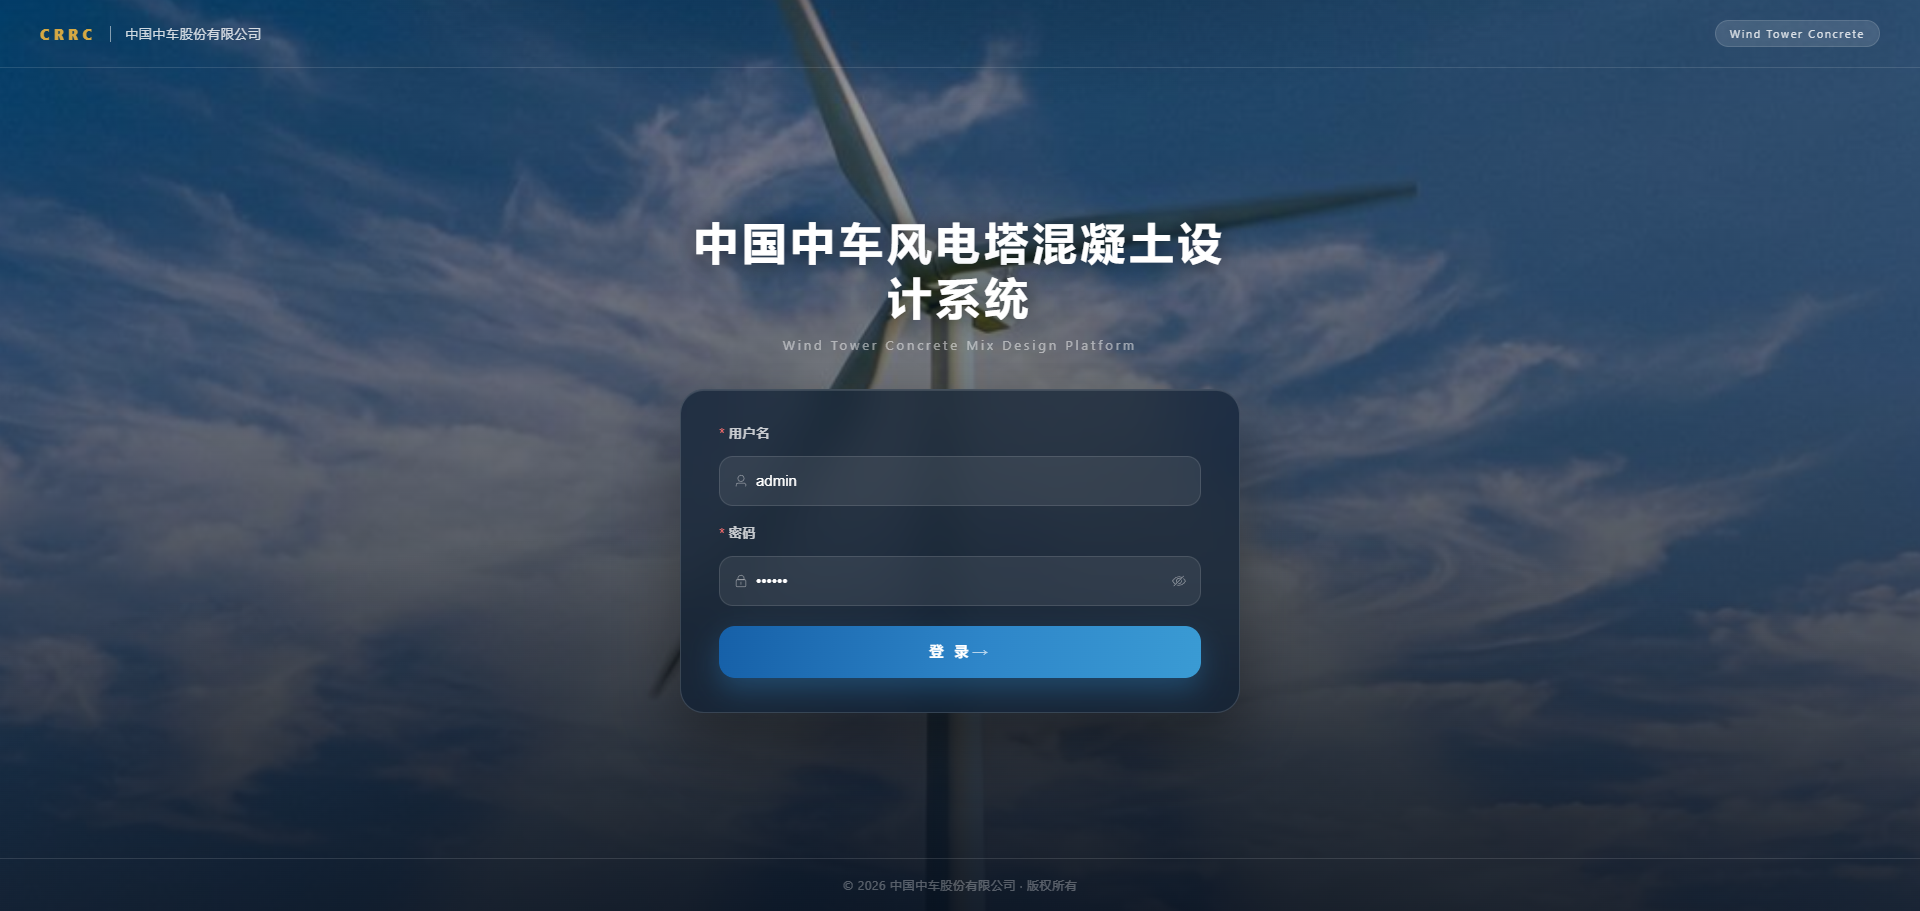 CRRC
中国中车股份有限公司
Wind Tower Concrete
中国中车风电塔混凝土设
计系统
Wind Tower Concrete Mix Design Platform
* 用户名
admin
* 密码
••••••
登 录→
© 2026 中国中车股份有限公司 · 版权所有